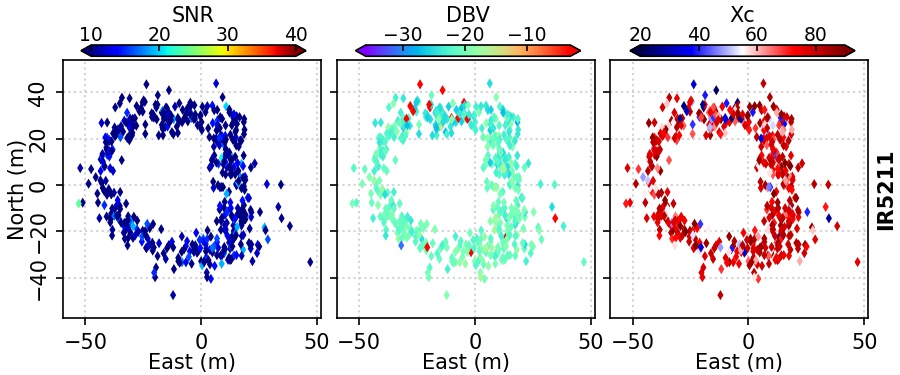 SNR DBV Xc
10 20 30 40 −30 −20 −10 20 40 60 80
North (m)
40
20
0
−20
−40
−50 0 50 −50 0 50 −50 0 50
East (m) East (m) East (m)
IR5211